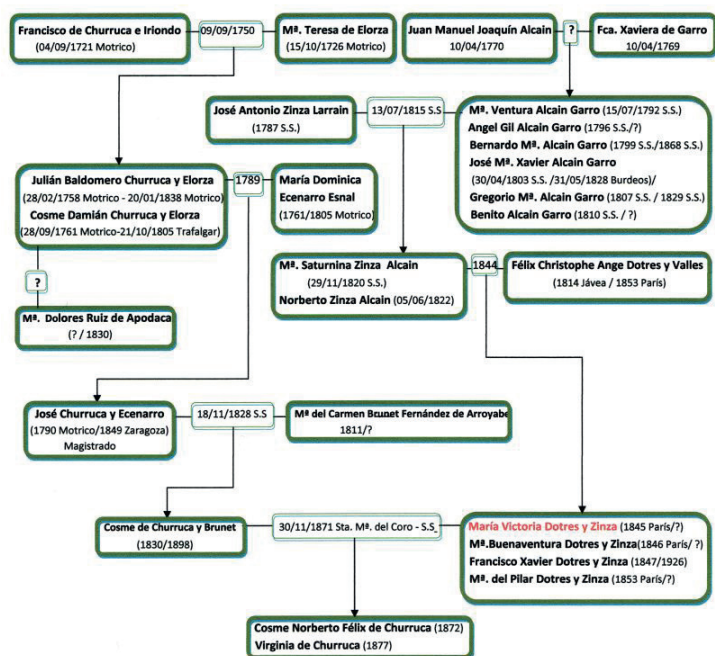 Francisco de Churruca e Iriondo
(04/09/1721 Motrico)
09/09/1750
Mª. Teresa de Elorza
(15/10/1726 Motrico)
Juan Manuel Joaquín Alcain
10/04/1770
?
Fca. Xaviera de Garro
10/04/1769
José Antonio Zinza Larrain
(1787 S.S.)
13/07/1815 S.S
Mª. Ventura Alcain Garro (15/07/1792 S.S.)
Angel Gil Alcain Garro (1796 S.S./?)
Bernardo Mª. Alcain Garro (1799 S.S./1868 S.S.)
José Mª. Xavier Alcain Garro
(30/04/1803 S.S. /31/05/1828 Burdeos)/
Gregorio Mª. Alcain Garro (1807 S.S. / 1829 S.S.)
Benito Alcain Garro (1810 S.S. / ?)
Julián Baldomero Churruca y Elorza
(28/02/1758 Motrico - 20/01/1838 Motrico)
Cosme Damián Churruca y Elorza
(28/09/1761 Motrico-21/10/1805 Trafalgar)
1789
María Dominica
Ecenarro Esnal
(1761/1805 Motrico)
?
Mª. Dolores Ruiz de Apodaca
(? / 1830)
Mª. Saturnina Zinza Alcain
(29/11/1820 S.S.)
Norberto Zinza Alcain (05/06/1822)
1844
Félix Christophe Ange Dotres y Valles
(1814 Jávea / 1853 París)
José Churruca y Ecenarro
(1790 Motrico/1849 Zaragoza)
Magistrado
18/11/1828 S.S
Mª del Carmen Brunet Fernández de Arroyabe
1811/?
Cosme de Churruca y Brunet
(1830/1898)
30/11/1871 Sta. Mª. del Coro - S.S
María Victoria Dotres y Zinza (1845 París/?)
Mª.Buenaventura Dotres y Zinza(1846 París/ ?)
Francisco Xavier Dotres y Zinza (1847/1926)
Mª. del Pilar Dotres y Zinza (1853 París/?)
Cosme Norberto Félix de Churruca (1872)
Virginia de Churruca (1877)